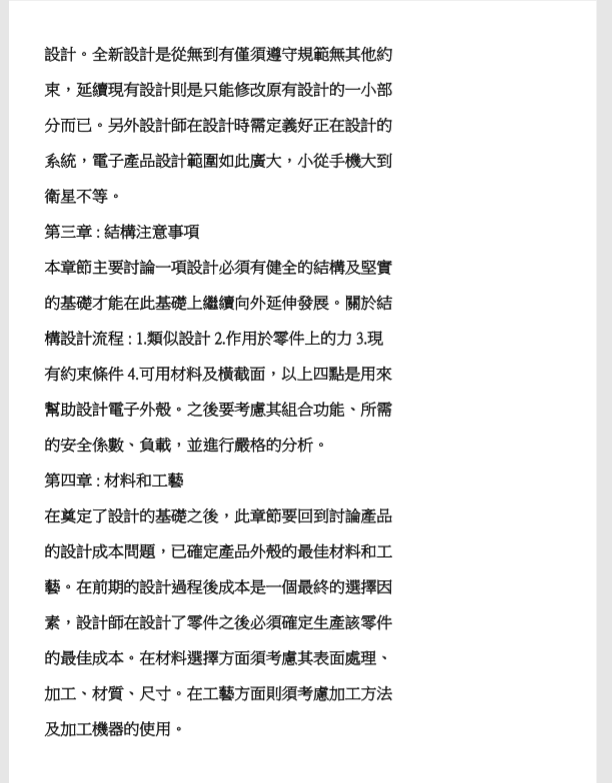 設計。全新設計是從無到有僅須遵守規範無其他約
束，延續現有設計則是只能修改原有設計的一小部
分而已。另外設計師在設計時需定義好正在設計的
系統，電子產品設計範圍如此廣大，小從手機大到
衛星不等。
第三章 : 結構注意事項
本章節主要討論一項設計必須有健全的結構及堅實
的基礎才能在此基礎上繼續向外延伸發展。關於結
構設計流程 : 1.類似設計 2.作用於零件上的力 3.現
有約束條件 4.可用材料及橫截面，以上四點是用來
幫助設計電子外殼。之後要考慮其組合功能、所需
的安全係數、負載，並進行嚴格的分析。
第四章 : 材料和工藝
在奠定了設計的基礎之後，此章節要回到討論產品
的設計成本問題，已確定產品外殼的最佳材料和工
藝。在前期的設計過程後成本是一個最終的選擇因
素，設計師在設計了零件之後必須確定生產該零件
的最佳成本。在材料選擇方面須考慮其表面處理、
加工、材質、尺寸。在工藝方面則須考慮加工方法
及加工機器的使用。